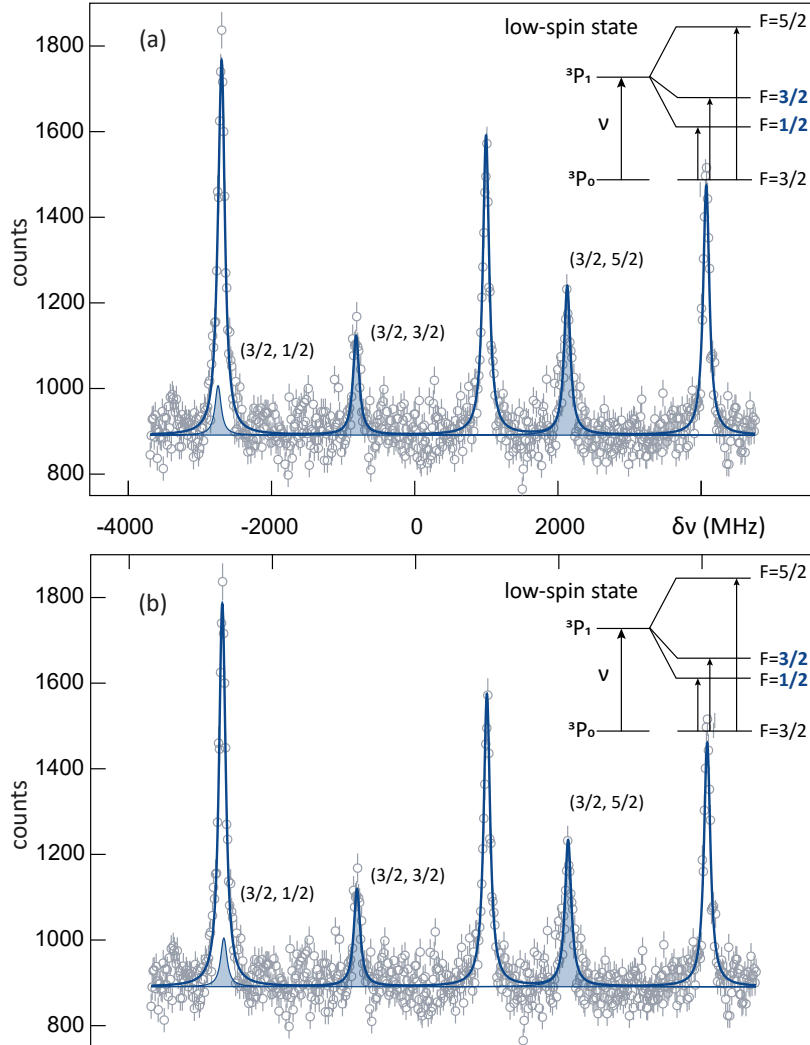 (a)
low-spin state
F=5/2
³P₁
F=3/2
ν
F=1/2
³P₀
F=3/2
1800
1600
1400
1200
1000
800
counts
(3/2, 1/2)
(3/2, 3/2)
(3/2, 5/2)
-4000
-2000
0
2000
δν (MHz)
(b)
low-spin state
F=5/2
³P₁
F=3/2
ν
F=1/2
³P₀
F=3/2
1800
1600
1400
1200
1000
800
counts
(3/2, 1/2)
(3/2, 3/2)
(3/2, 5/2)